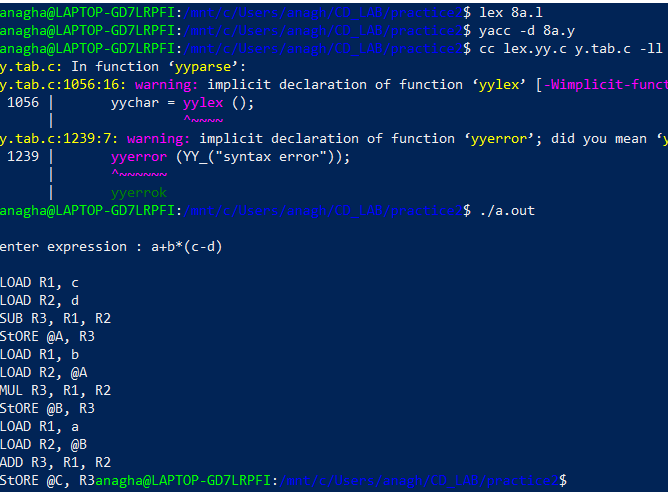 anagha@LAPTOP-GD7LRPFI:/mnt/c/Users/anagh/CD-LAB/practice2$ lex 8a.l
anagha@LAPTOP-GD7LRPFI:/mnt/c/Users/anagh/CD-LAB/practice2$ yacc -d 8a.y
anagha@LAPTOP-GD7LRPFI:/mnt/c/Users/anagh/CD-LAB/practice2$ cc lex.yy.c y.tab.c -ll
y.tab.c: In function ‘yyparse’:
y.tab.c:1056:16: warning: implicit declaration of function ‘yylex’ [-Wimplicit-funct
1056 | yychar = yylex ();
| ^~~~~
y.tab.c:1239:7: warning: implicit declaration of function ‘yyerror’; did you mean ‘y
1239 | yyerror (YY_("syntax error"));
| ^~~~~~~
| yyerrok
anagha@LAPTOP-GD7LRPFI:/mnt/c/Users/anagh/CD-LAB/practice2$ ./a.out
enter expression : a+b*(c-d)
LOAD R1, c
LOAD R2, d
SUB R3, R1, R2
StORE @A, R3
LOAD R1, b
LOAD R2, @A
MUL R3, R1, R2
StORE @B, R3
LOAD R1, a
LOAD R2, @B
ADD R3, R1, R2
StORE @C, R3anagha@LAPTOP-GD7LRPFI:/mnt/c/Users/anagh/CD-LAB/practice2$